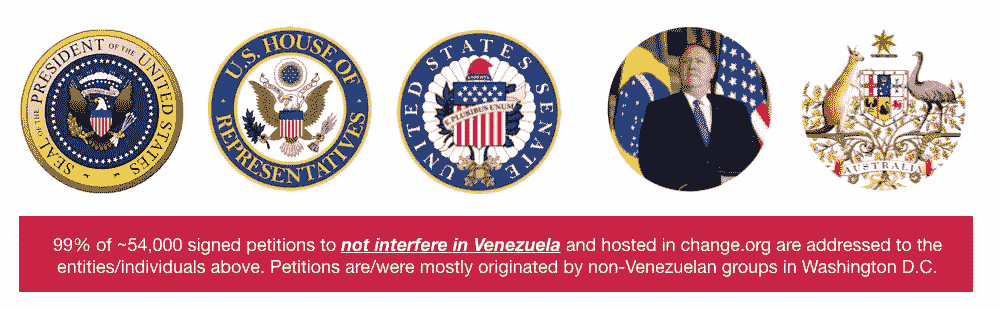 SEAL OF THE PRESIDENT OF THE UNITED STATES
U.S. HOUSE OF REPRESENTATIVES
UNITED STATES SENATE
E PLURIBUS UNUM
AUSTRALIA
99% of ~54,000 signed petitions to not interfere in Venezuela and hosted in change.org are addressed to the
entities/individuals above. Petitions are/were mostly originated by non-Venezuelan groups in Washington D.C.